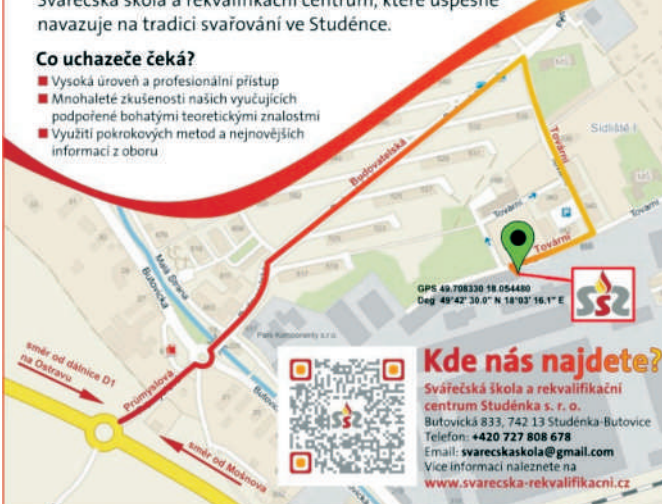 Svářečská škola a rekvalifikační centrum, které úspěšně
navazuje na tradici svařování ve Studénce.
Co uchazeče čeká?
Vysoká úroveň a profesionální přístup
Mnohaleté zkušenosti našich vyučujících
podpořené bohatými teoretickými znalostmi
Využití pokrokových metod a nejnovějších
informací z oboru
MŠ
Budovatelská
Tovární
Sídliště I
MŠ
Tovární
Tovární
Tovární
P
GPS 49.708330 18.054480
Deg 49°42' 30.0" N 18°03' 16.1" E
SŠS
Malá Strana
Butovická
Průmyslová
směr od dálnice D1
na Ostravu
směr od Mošnova
Butovická
Kde nás najdete?
Svářečská škola a rekvalifikační
centrum Studénka s. r. o.
Butovická 833, 742 13 Studénka-Butovice
Telefon: +420 727 808 678
Email: svarecskaskola@gmail.com
Více informací naleznete na
www.svarecska-rekvalifikacni.cz